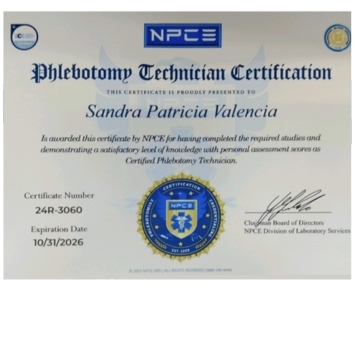 NPCE
Phlebotomy Technician Certification
THIS CERTIFICATE IS PROUDLY PRESENTED TO
Sandra Patricia Valencia
Is awarded this certificate by NPCE for having completed the required studies and
demonstrating a satisfactory level of knowledge with personal assessment scores as
Certified Phlebotomy Technician.
Certificate Number
24R-3060
Expiration Date
10/31/2026
CERTIFICATION
NPCE
Chairman Board of Directors
NPCE Division of Laboratory Services